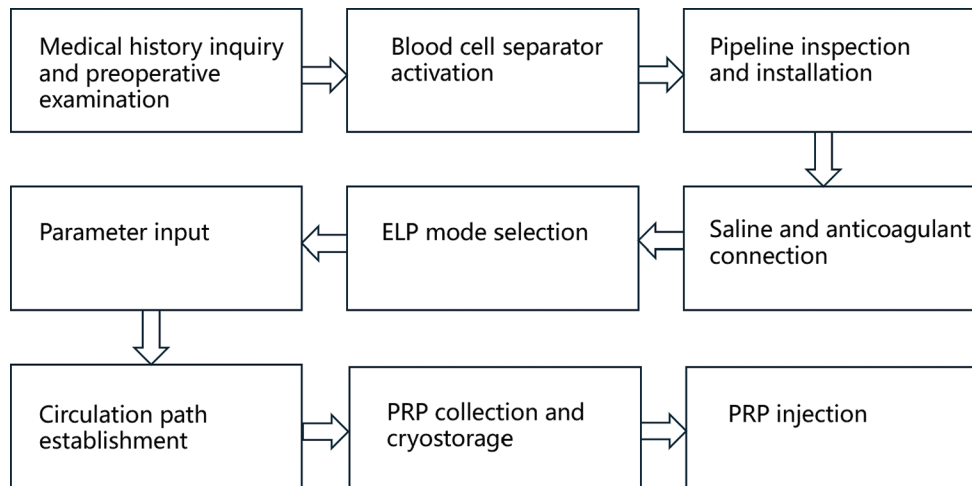 Medical history inquiry
and preoperative
examination
Blood cell separator
activation
Pipeline inspection
and installation
Saline and anticoagulant
connection
ELP mode selection
Parameter input
Circulation path
establishment
PRP collection and
cryostorage
PRP injection